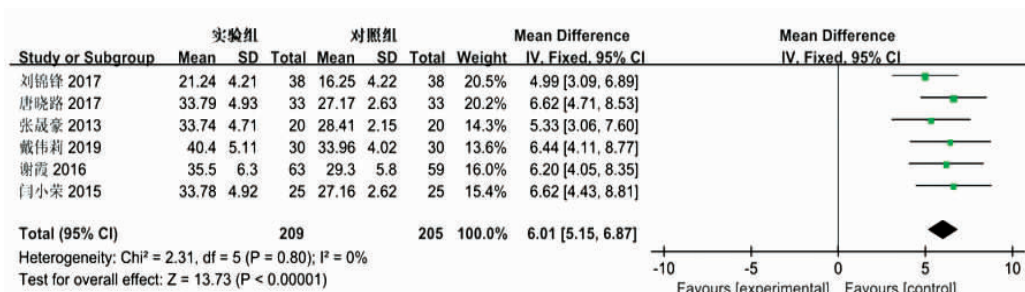 实验组 对照组 Mean Difference Mean Difference
Study or Subgroup Mean SD Total Mean SD Total Weight IV, Fixed, 95% CI IV, Fixed, 95% CI
刘锦锋 2017 21.24 4.21 38 16.25 4.22 38 20.5% 4.99 [3.09, 6.89]
唐晓路 2017 33.79 4.93 33 27.17 2.63 33 20.2% 6.62 [4.71, 8.53]
张晟豪 2013 33.74 4.71 20 28.41 2.15 20 14.3% 5.33 [3.06, 7.60]
戴伟莉 2019 40.4 5.11 30 33.96 4.02 30 13.6% 6.44 [4.11, 8.77]
谢霞 2016 35.5 6.3 63 29.3 5.8 59 16.0% 6.20 [4.05, 8.35]
闫小荣 2015 33.78 4.92 25 27.16 2.62 25 15.4% 6.62 [4.43, 8.81]
Total (95% CI) 209 205 100.0% 6.01 [5.15, 6.87]
Heterogeneity: Chi² = 2.31, df = 5 (P = 0.80); I² = 0%
Test for overall effect: Z = 13.73 (P < 0.00001)
-10 -5 0 5 10
Favours [experimental] Favours [control]